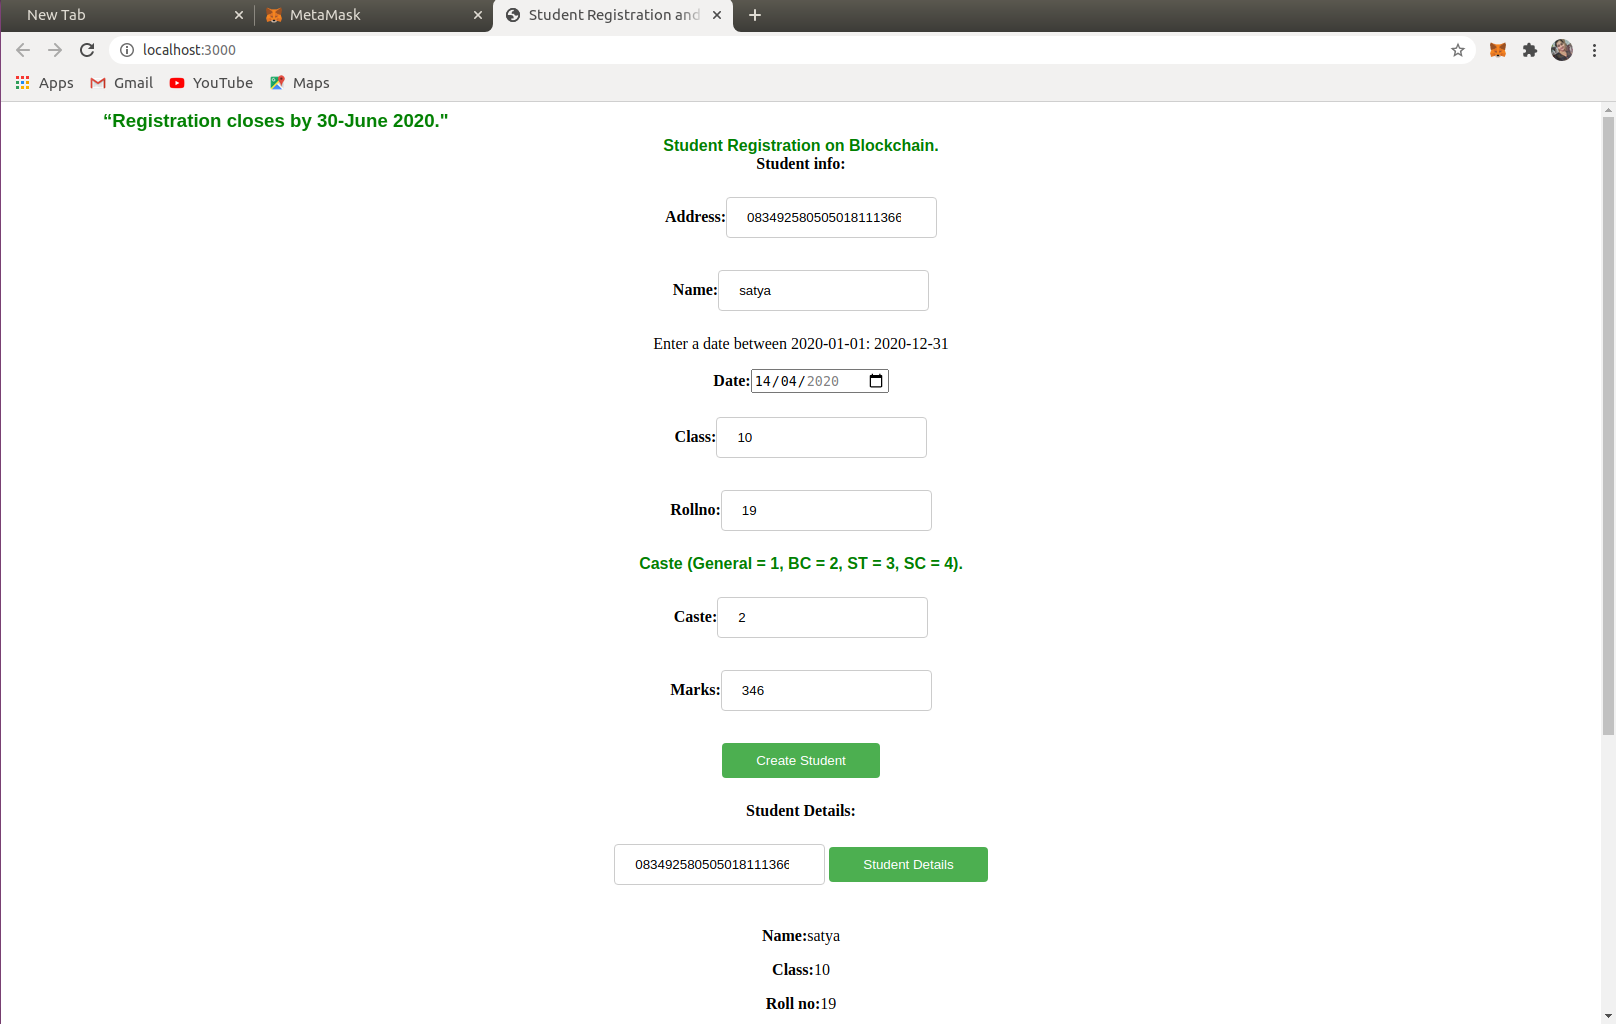 New Tab
MetaMask
Student Registration and
localhost:3000
Apps Gmail YouTube Maps
“Registration closes by 30-June 2020."
Student Registration on Blockchain.
Student info:
Address: 083492580505018111366
Name: satya
Enter a date between 2020-01-01: 2020-12-31
Date: 14/04/2020
Class: 10
Rollno: 19
Caste (General = 1, BC = 2, ST = 3, SC = 4).
Caste: 2
Marks: 346
Create Student
Student Details:
083492580505018111366 Student Details
Name:satya
Class:10
Roll no:19